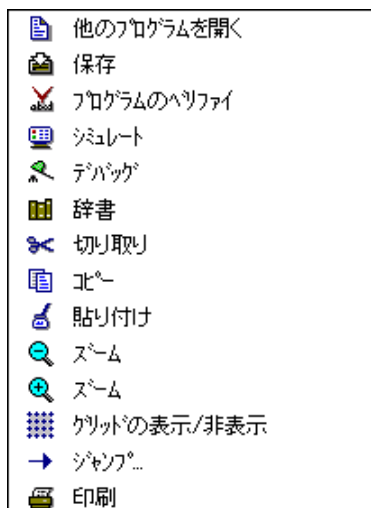 他のﾌﾟﾛｸﾞﾗﾑを開く
保存
ﾌﾟﾛｸﾞﾗﾑのﾍﾞﾘﾌｧｲ
ｼﾐｭﾚｰﾄ
ﾃﾞﾊﾞｯｸﾞ
辞書
切り取り
ｺﾋﾟｰ
貼り付け
ｽﾞｰﾑ
ｽﾞｰﾑ
ｸﾞﾘｯﾄﾞの表示/非表示
ｼﾞｬﾝﾌﾟ...
印刷